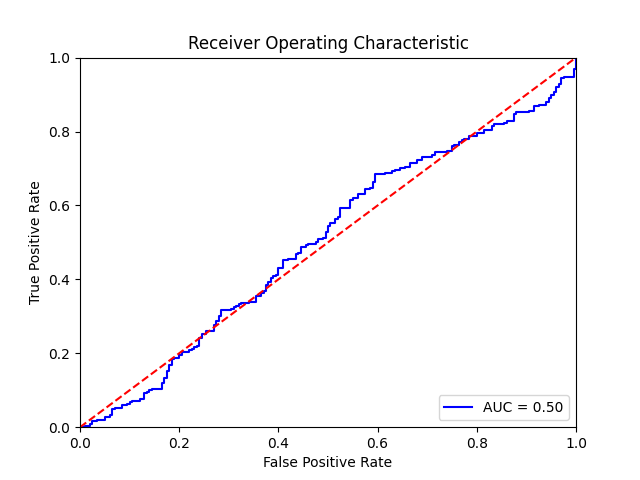 Receiver Operating Characteristic
True Positive Rate
1.0
0.8
0.6
0.4
0.2
0.0
0.0 0.2 0.4 0.6 0.8 1.0
False Positive Rate
AUC = 0.50